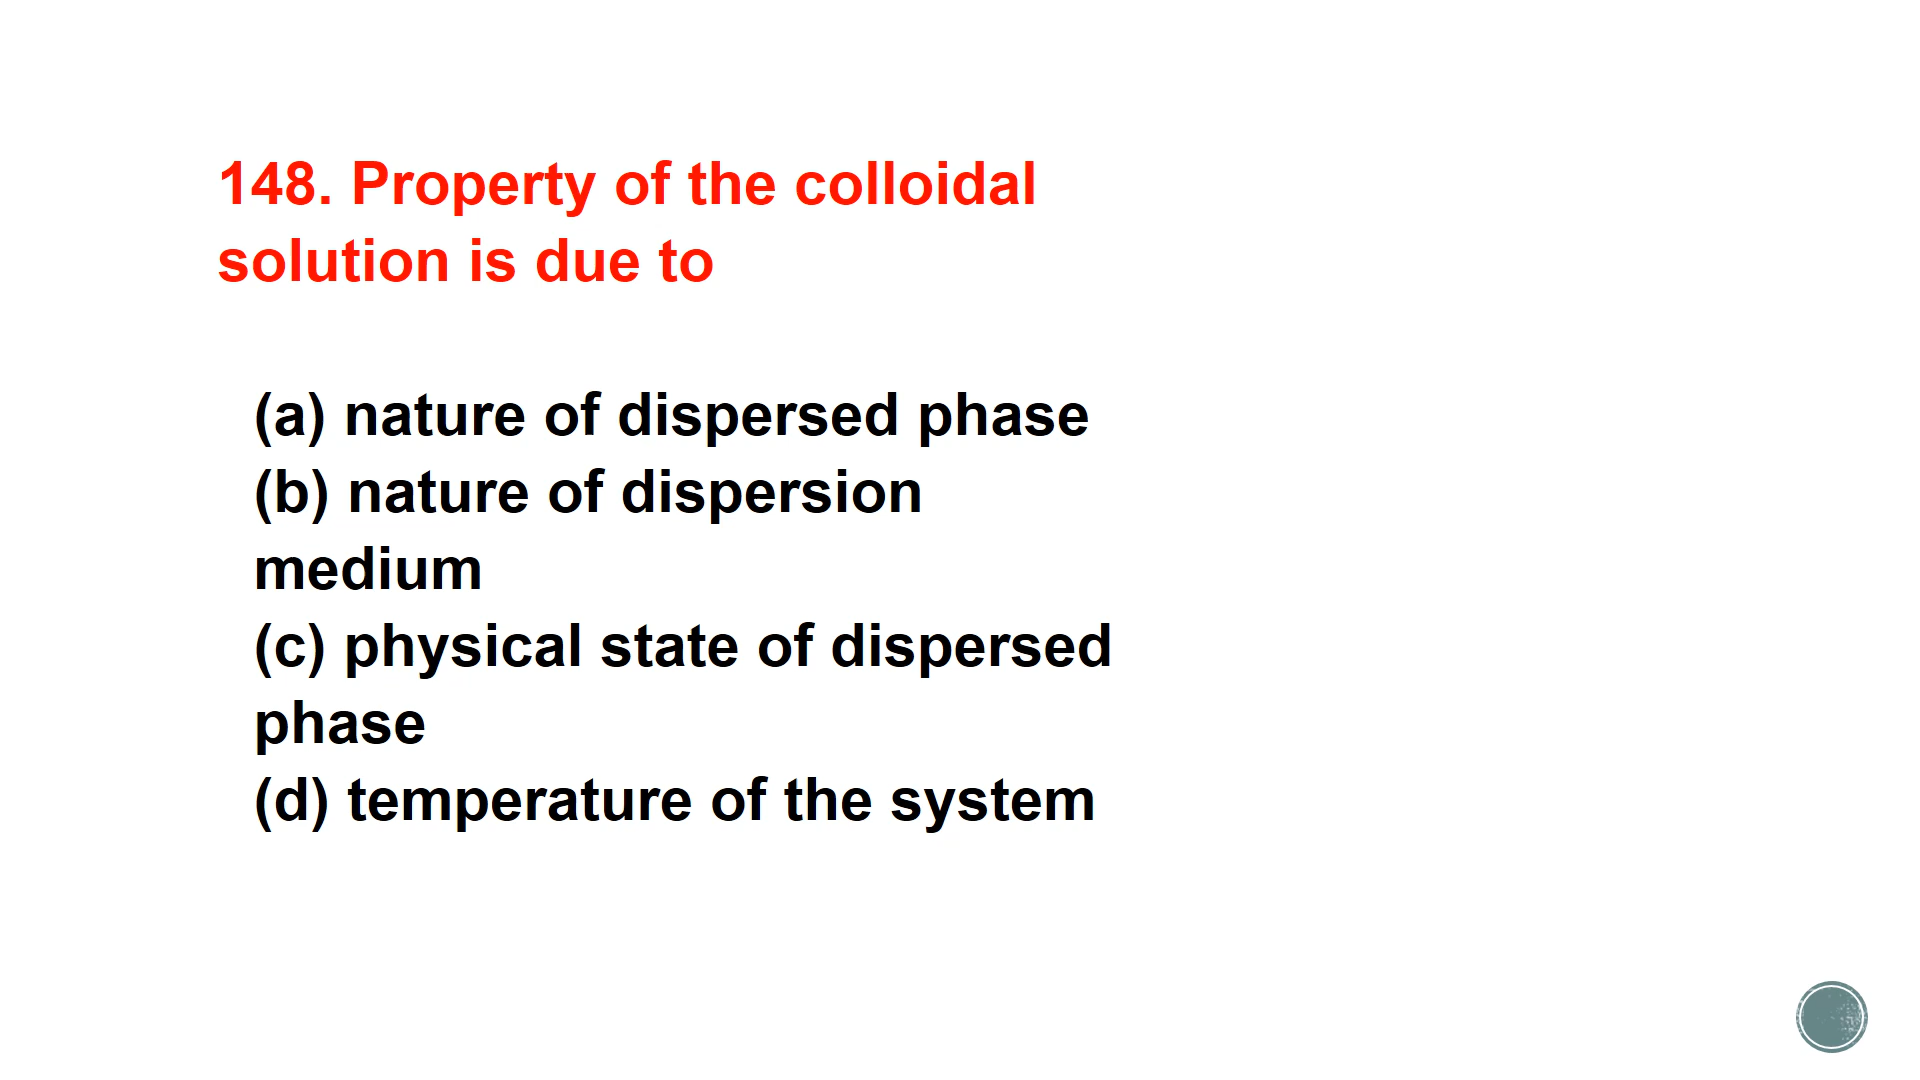 148. Property of the colloidal
solution is due to
(a) nature of dispersed phase
(b) nature of dispersion
medium
(c) physical state of dispersed
phase
(d) temperature of the system